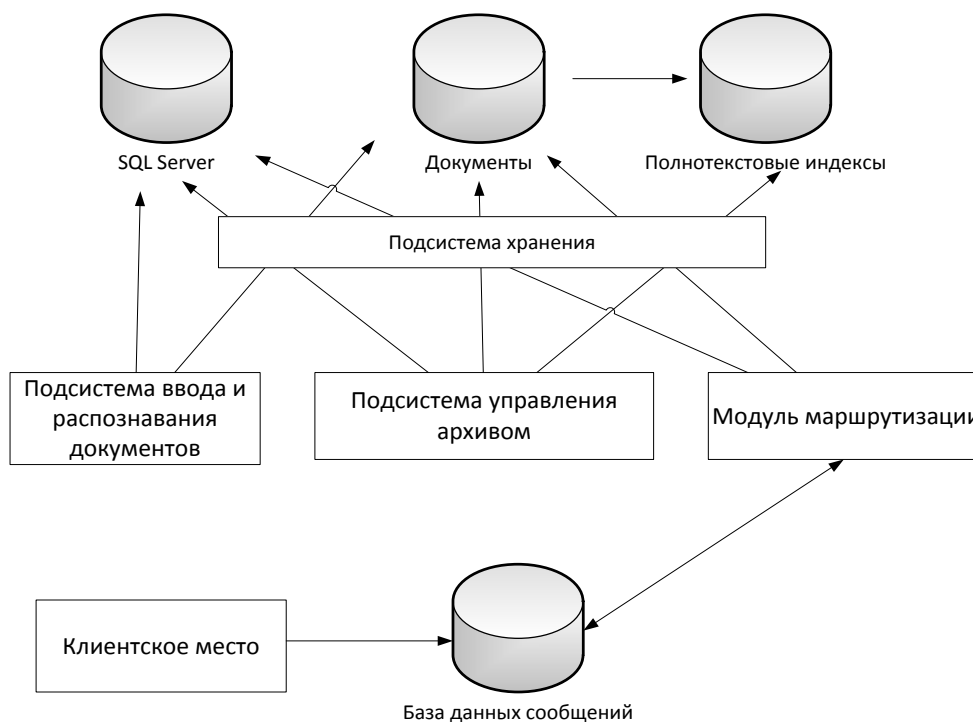 SQL Server
Документы
Полнотекстовые индексы
Подсистема хранения
Подсистема ввода и
распознавания
документов
Подсистема управления
архивом
Модуль маршрутизации
Клиентское место
База данных сообщений